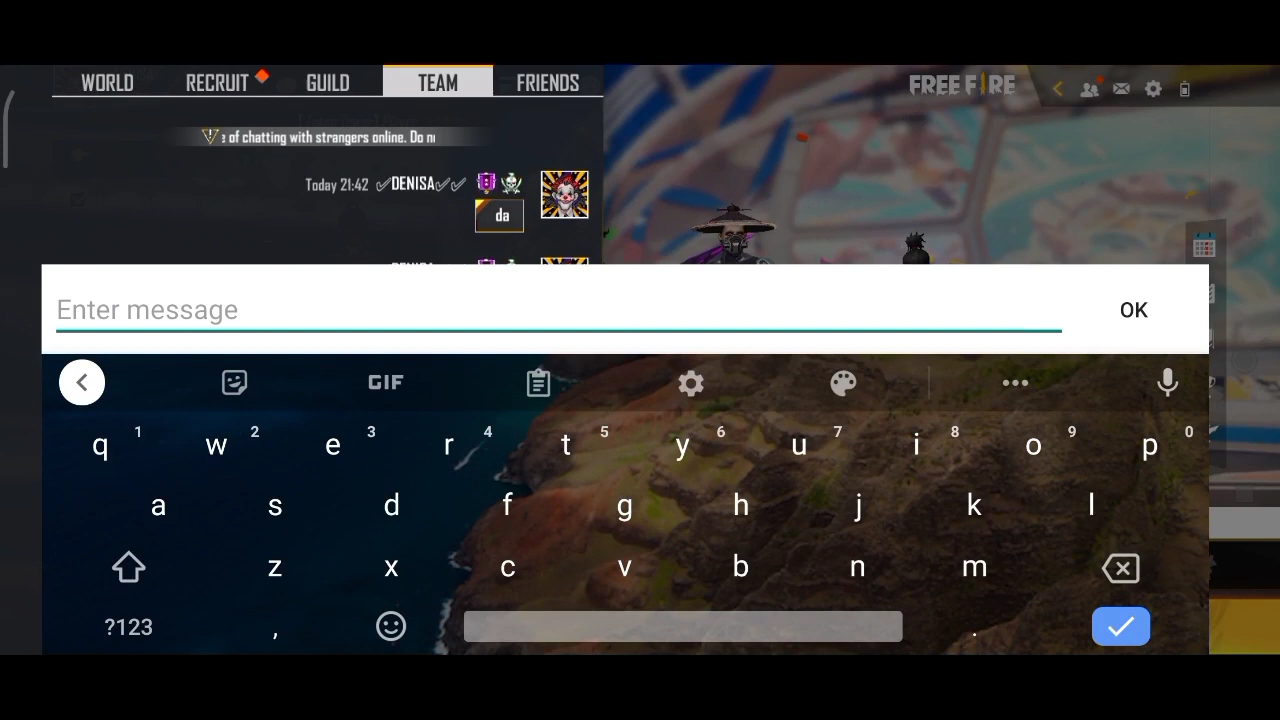 WORLD RECRUIT GUILD TEAM FRIENDS
FREE FIRE
e of chatting with strangers online. Do n
Today 21:42 ✅DENISA✅✅
da
DENISA
Enter message
OK
GIF
q 1 w 2 e 3 r 4 t 5 y 6 u 7 i 8 o 9 p 0
a s d f g h j k l
z x c v b n m
?123 , .